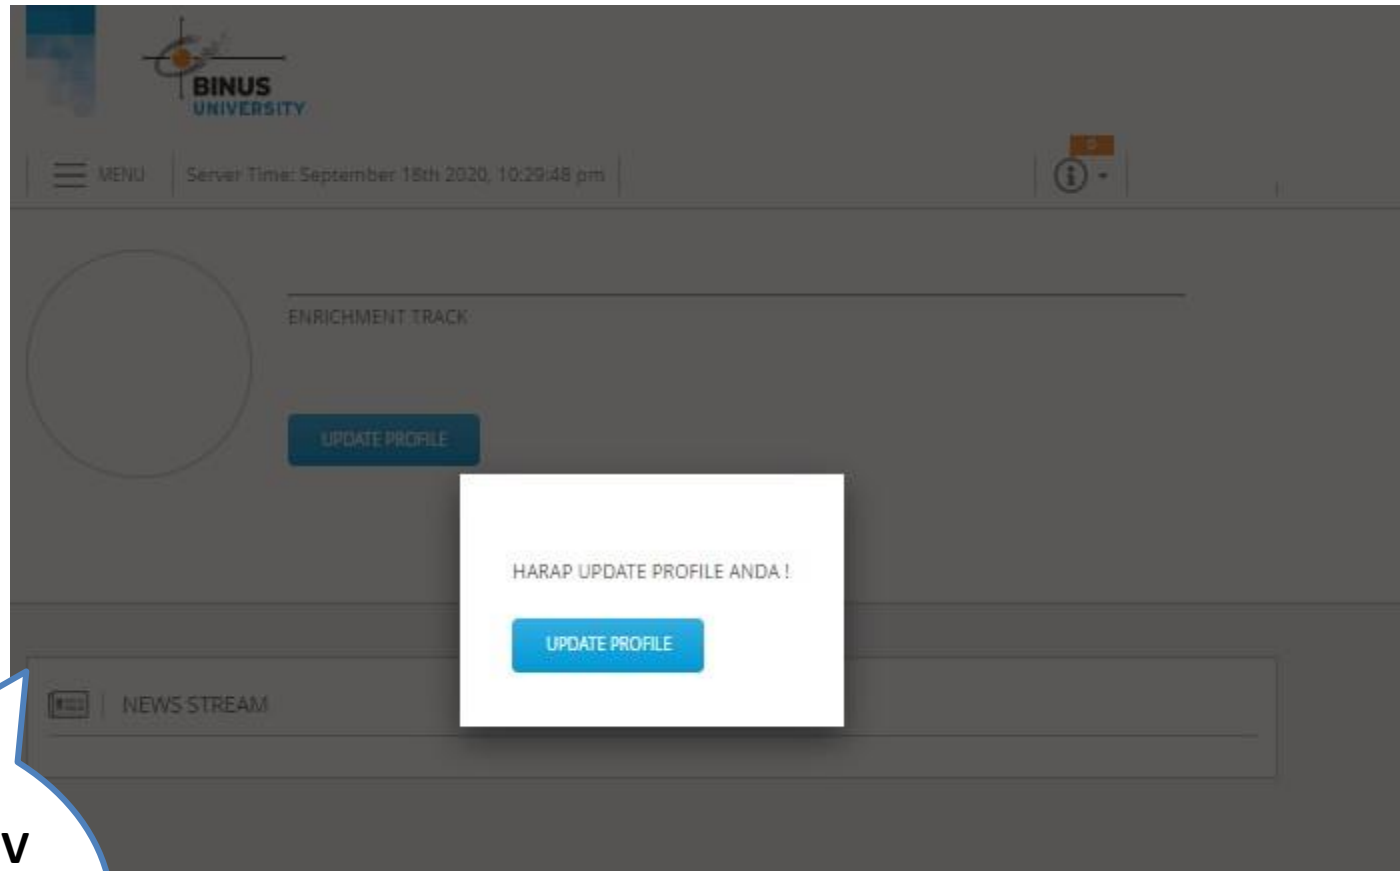 BINUS
UNIVERSITY
MENU
Server Time: September 18th 2020, 10:29:48 pm
ENRICHMENT TRACK
UPDATE PROFILE
HARAP UPDATE PROFILE ANDA !
UPDATE PROFILE
NEWS STREAM
V